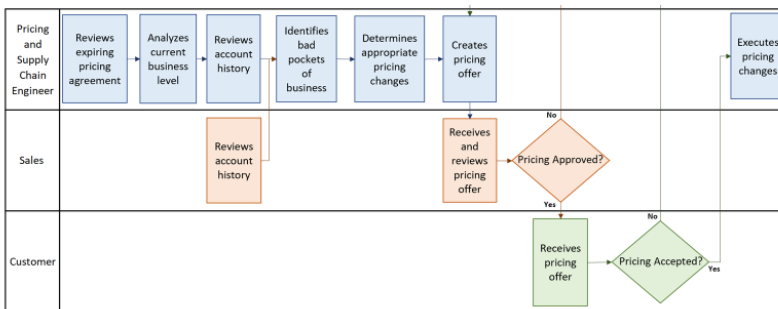 Pricing
and
Supply
Chain
Engineer
Reviews
expiring
pricing
agreement
Analyzes
current
business
level
Reviews
account
history
Identifies
bad
pockets
of
business
Determines
appropriate
pricing
changes
Creates
pricing
offer
Executes
pricing
changes
Sales
Reviews
account
history
Receives
and
reviews
pricing
offer
No
Pricing Approved?
Yes
Customer
Receives
pricing
offer
No
Pricing Accepted?
Yes